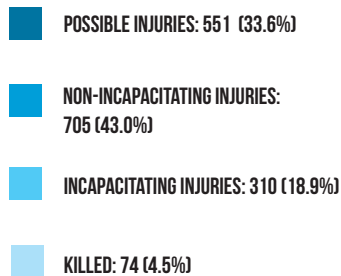 POSSIBLE INJURIES: 551 (33.6%)
NON-INCAPACITATING INJURIES:
705 (43.0%)
INCAPACITATING INJURIES: 310 (18.9%)
KILLED: 74 (4.5%)